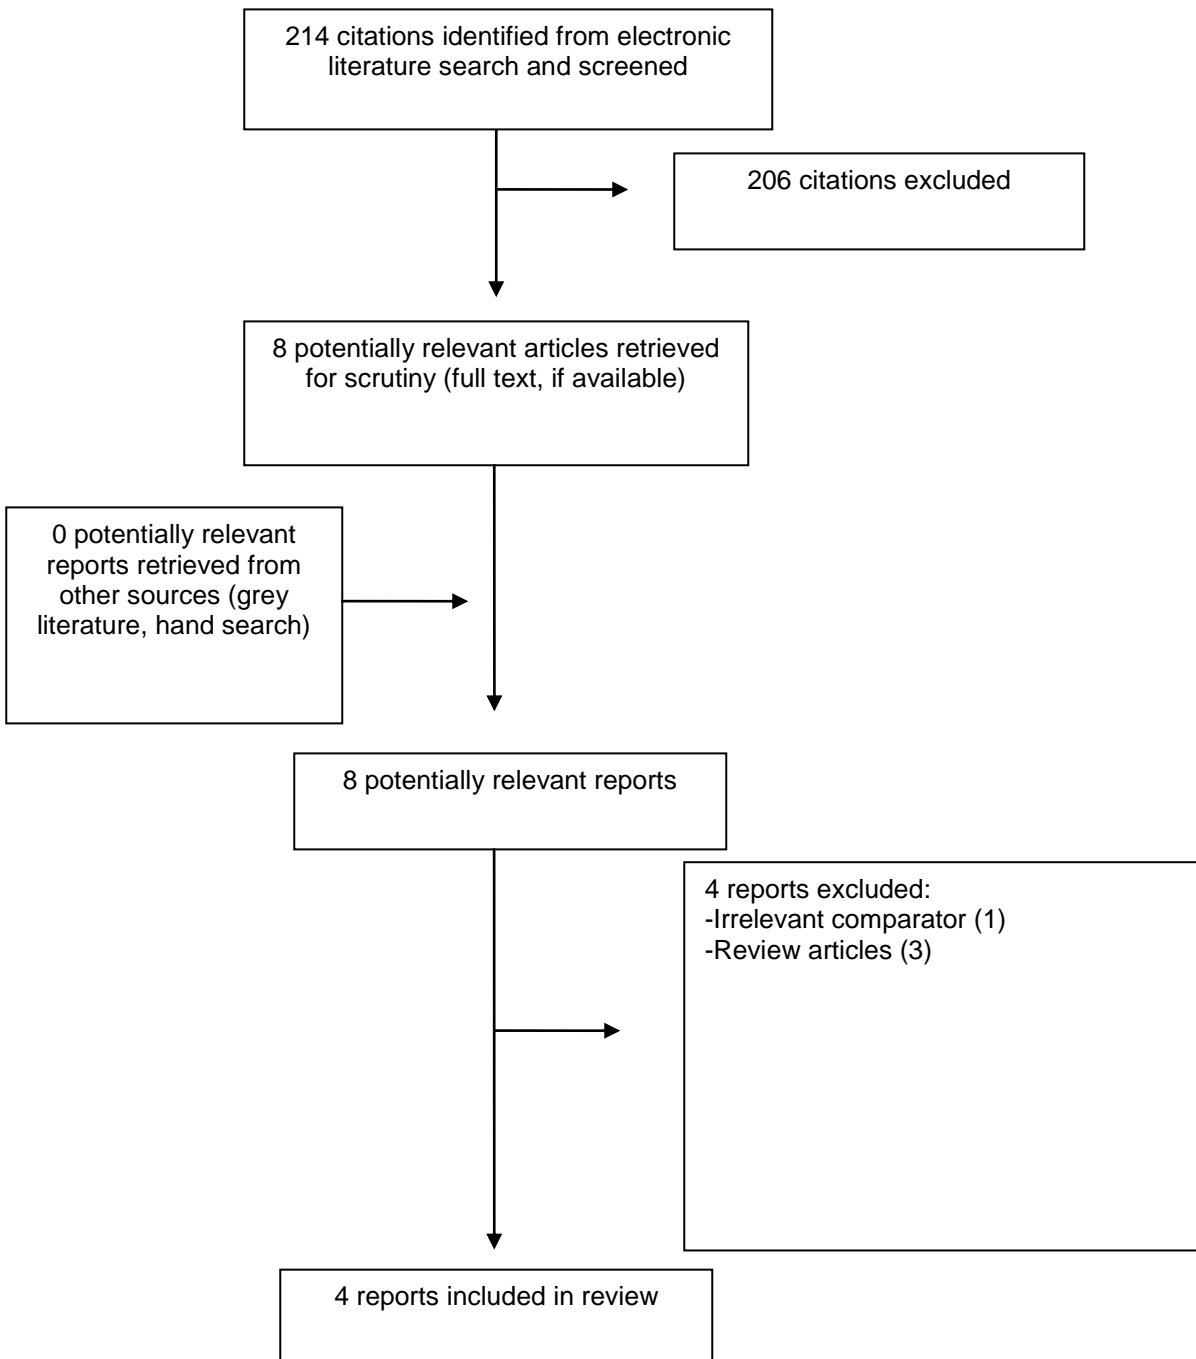 214 citations identified from electronic
literature search and screened
206 citations excluded
8 potentially relevant articles retrieved
for scrutiny (full text, if available)
0 potentially relevant
reports retrieved from
other sources (grey
literature, hand search)
8 potentially relevant reports
4 reports excluded:
-Irrelevant comparator (1)
-Review articles (3)
4 reports included in review